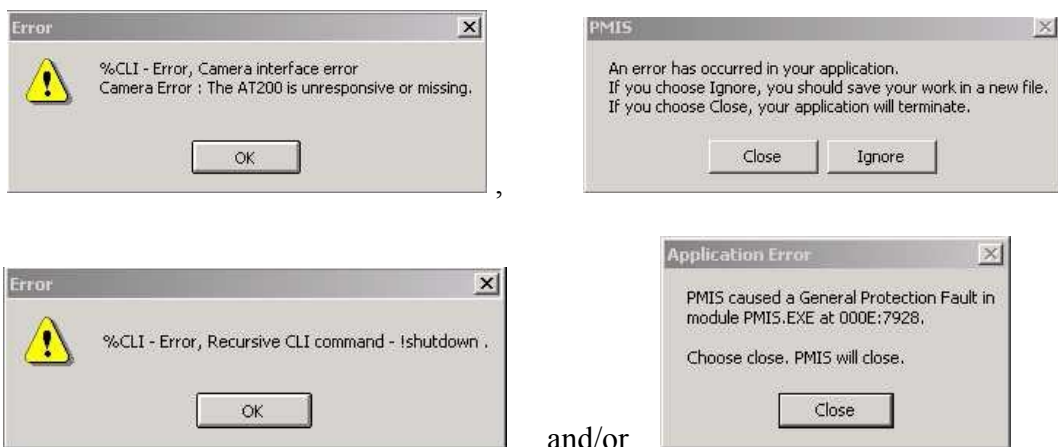 Error
%CLI - Error, Camera interface error
Camera Error : The AT200 is unresponsive or missing.
OK
,
PMIS
An error has occurred in your application.
If you choose Ignore, you should save your work in a new file.
If you choose Close, your application will terminate.
Close Ignore
Error
%CLI - Error, Recursive CLI command - !shutdown .
OK
and/or
Application Error
PMIS caused a General Protection Fault in
module PMIS.EXE at 000E:7928.
Choose close. PMIS will close.
Close